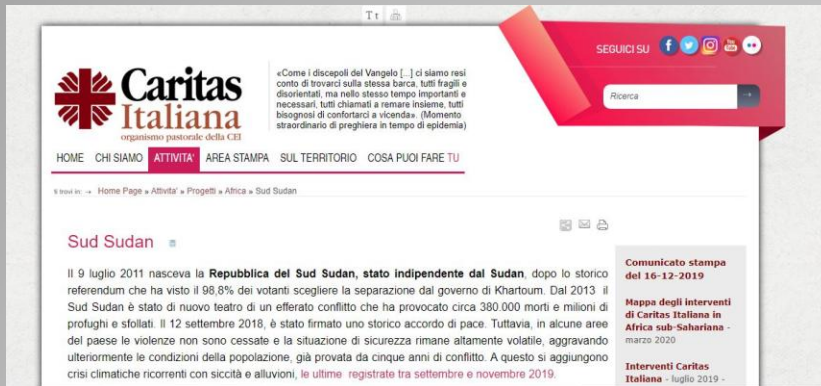 Tt
SEGUICI SU
Caritas
Italiana
organismo pastorale della CEI
«Come i discepoli del Vangelo [...] ci siamo resi
conto di trovarci sulla stessa barca, tutti fragili e
disorientati, ma nello stesso tempo importanti e
necessari, tutti chiamati a remare insieme, tutti
bisognosi di confortarci a vicenda». (Momento
straordinario di preghiera in tempo di epidemia)
Ricerca
HOME CHI SIAMO ATTIVITA' AREA STAMPA SUL TERRITORIO COSA PUOI FARE TU
ti trovi in: → Home Page » Attivita' » Progetti » Africa » Sud Sudan
Sud Sudan
Il 9 luglio 2011 nasceva la Repubblica del Sud Sudan, stato indipendente dal Sudan, dopo lo storico
referendum che ha visto il 98,8% dei votanti scegliere la separazione dal governo di Khartoum. Dal 2013 il
Sud Sudan è stato di nuovo teatro di un efferato conflitto che ha provocato circa 380.000 morti e milioni di
profughi e sfollati. Il 12 settembre 2018, è stato firmato uno storico accordo di pace. Tuttavia, in alcune aree
del paese le violenze non sono cessate e la situazione di sicurezza rimane altamente volatile, aggravando
ulteriormente le condizioni della popolazione, già provata da cinque anni di conflitto. A questo si aggiungono
crisi climatiche ricorrenti con siccità e alluvioni, le ultime registrate tra settembre e novembre 2019.
Comunicato stampa
del 16-12-2019
Mappa degli interventi
di Caritas Italiana in
Africa sub-Sahariana -
marzo 2020
Interventi Caritas
Italiana - luglio 2019 -